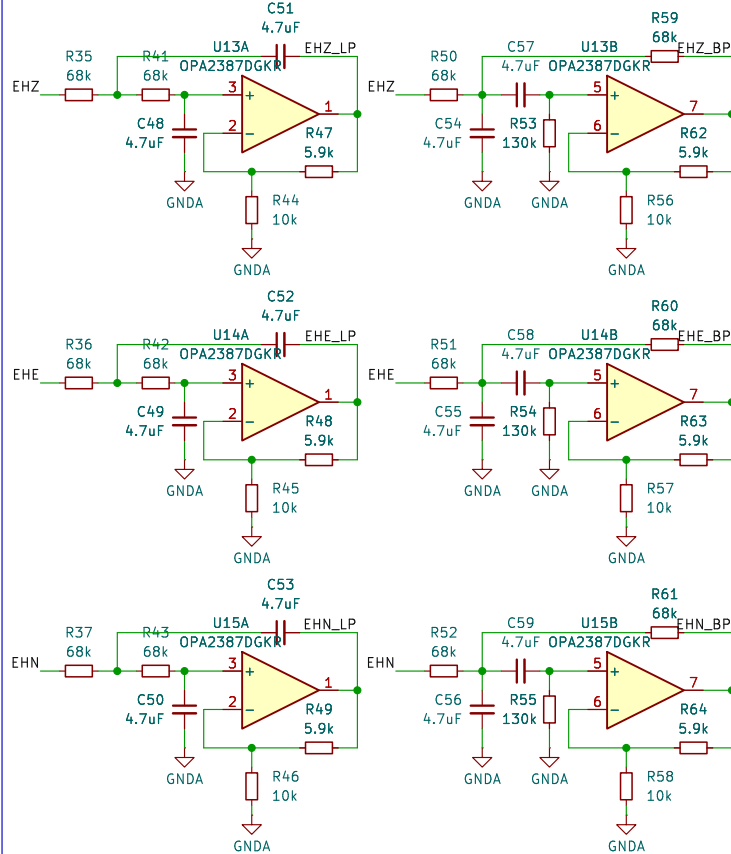 C51
4.7uF
R35
68k
R41
68k
U13A
OPA2387DGKR
EHZ_LP
EHZ
3
+
2
−
1
C48
4.7uF
R47
5.9k
R44
10k
GNDA
GNDA
R59
68k
EHZ_BP
R50
68k
C57
4.7uF
U13B
OPA2387DGKR
EHZ
5
+
6
−
7
C54
4.7uF
R53
130k
R62
5.9k
R56
10k
GNDA
GNDA
GNDA
C52
4.7uF
R36
68k
R42
68k
U14A
OPA2387DGKR
EHE_LP
EHE
3
+
2
−
1
C49
4.7uF
R48
5.9k
R45
10k
GNDA
GNDA
R60
68k
EHE_BP
R51
68k
C58
4.7uF
U14B
OPA2387DGKR
EHE
5
+
6
−
7
C55
4.7uF
R54
130k
R63
5.9k
R57
10k
GNDA
GNDA
GNDA
C53
4.7uF
R37
68k
R43
68k
U15A
OPA2387DGKR
EHN_LP
EHN
3
+
2
−
1
C50
4.7uF
R49
5.9k
R46
10k
GNDA
GNDA
R61
68k
EHN_BP
R52
68k
C59
4.7uF
U15B
OPA2387DGKR
EHN
5
+
6
−
7
C56
4.7uF
R55
130k
R64
5.9k
R58
10k
GNDA
GNDA
GNDA